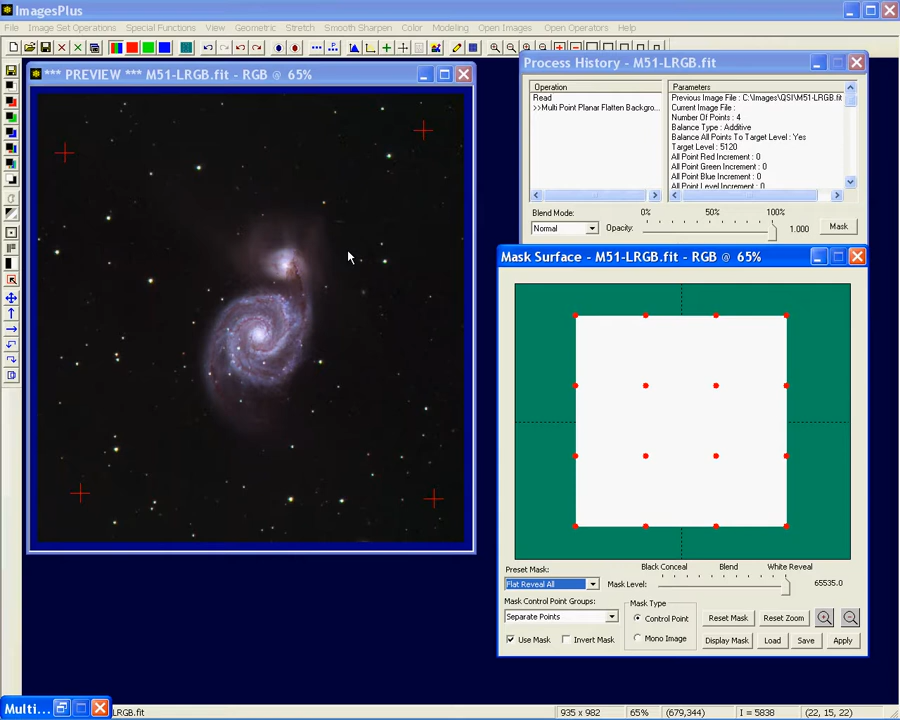 ImagesPlus
File Image Set Operations Special Functions View Geometric Stretch Smooth Sharpen Color Modeling Open Images Open Operators Help
*** PREVIEW *** M51-LRGB.fit - RGB @ 65%
Process History - M51-LRGB.fit
Operation
Read
>>Multi Point Planar Flatten Backgro...
Parameters
Previous Image File : C:\Images\QSI\M51-LRGB.fit
Current Image File :
Number Of Points : 4
Balance Type : Additive
Balance All Points To Target Level : Yes
Target Level : 5120
All Point Red Increment : 0
All Point Green Increment : 0
All Point Blue Increment : 0
All Point Level Increment : 0
Blend Mode:
Normal
0% 50% 100%
Opacity: 1.000 Mask
Mask Surface - M51-LRGB.fit - RGB @ 65%
Preset Mask:
Flat Reveal All
Black Conceal Blend White Reveal
Mask Level: 65535.0
Mask Control Point Groups:
Separate Points
Mask Type
Control Point
Mono Image
Reset Mask Reset Zoom
Use Mask Invert Mask
Display Mask Load Save Apply
Multi...
LRGB.fit 935 x 982 65% (679,344) I = 5838 (22, 15, 22)